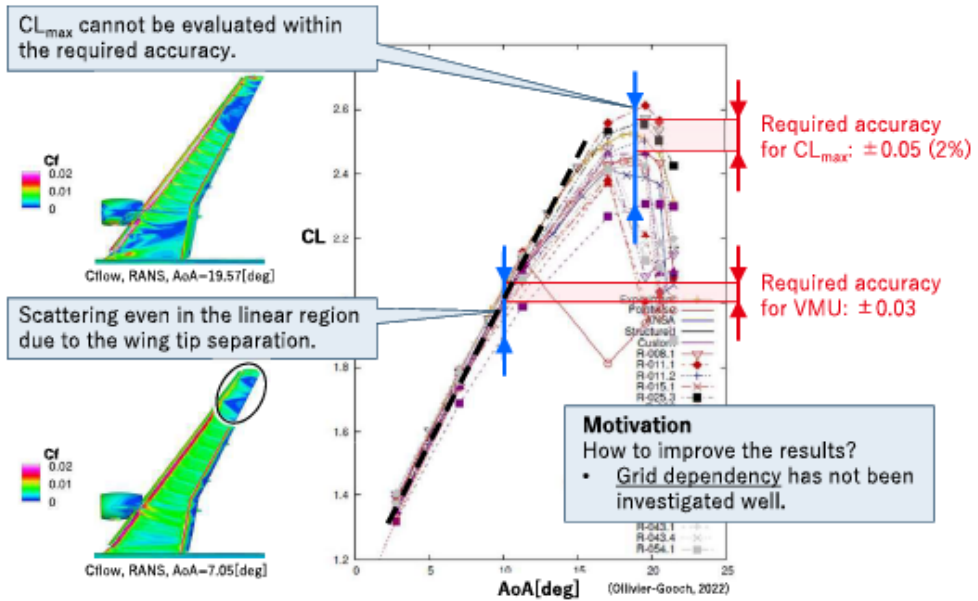 CLmax cannot be evaluated within
the required accuracy.
Cf
0.02
0.01
0
Cflow, RANS, AoA=19.57[deg]
Scattering even in the linear region
due to the wing tip separation.
Cf
0.02
0.01
0
Cflow, RANS, AoA=7.05[deg]
CL
2.6
2.4
2.2
1.8
1.6
1.4
1.2
0
5
10
15
20
25
AoA[deg]
(Ollivier-Gooch, 2022)
Required accuracy
for CLmax: ±0.05 (2%)
Required accuracy
for VMU: ±0.03
Pointwise
ANSA
Structured
Custom
R-008.1
R-011.1
R-011.2
R-015.1
R-025.3
Motivation
How to improve the results?
• Grid dependency has not been
investigated well.
R-043.1
R-043.4
R-054.1